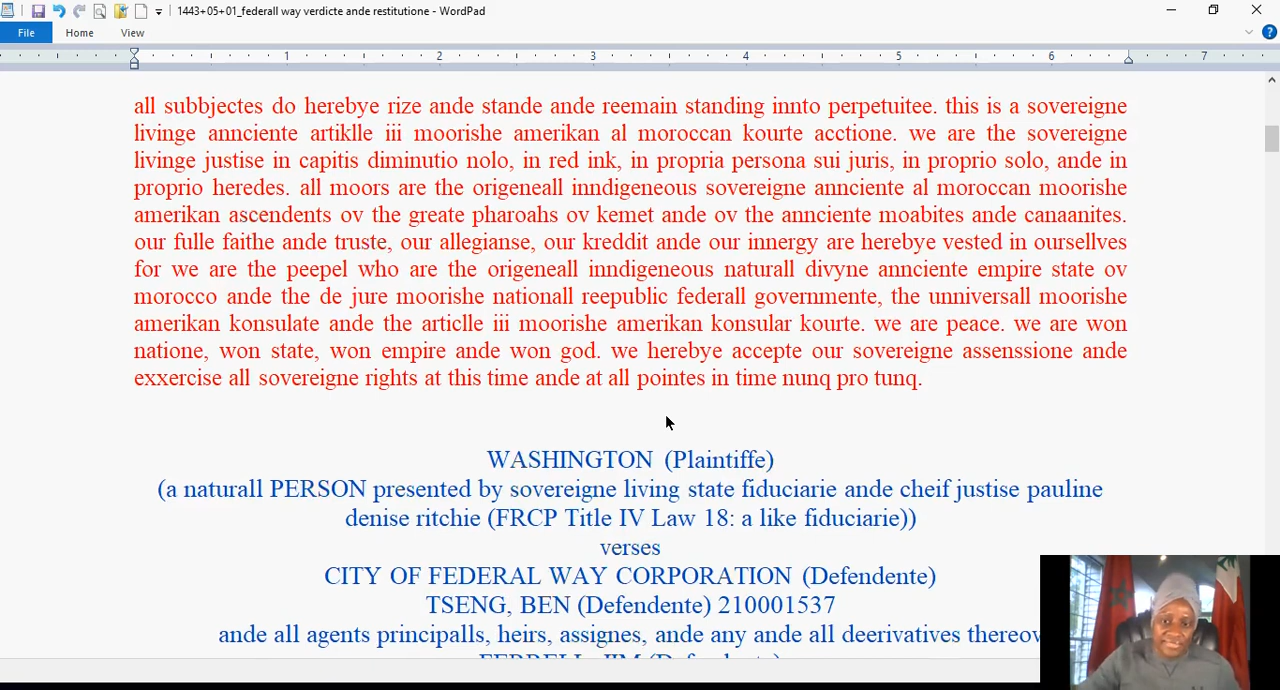 1443+05+01_federall way verdicte ande restitutione - WordPad
File Home View
1 2 3 4 5 6 7
all subbjectes do herebye rize ande stande ande reemain standing innto perpetuitee. this is a sovereigne
livinge annciente artiklle iii moorishe amerikan al moroccan kourte acctione. we are the sovereigne
livinge justise in capitis diminutio nolo, in red ink, in propria persona sui juris, in proprio solo, ande in
proprio heredes. all moors are the origeneall inndigeneous sovereigne annciente al moroccan moorishe
amerikan ascendents ov the greate pharoahs ov kemet ande ov the annciente moabites ande canaanites.
our fulle faithe ande truste, our allegianse, our kreddit ande our innergy are herebye vested in oursellves
for we are the peepel who are the origeneall inndigeneous naturall divyne annciente empire state ov
morocco ande the de jure moorishe nationall reepublic federall governmente, the unniversall moorishe
amerikan konsulate ande the articlle iii moorishe amerikan konsular kourte. we are peace. we are won
natione, won state, won empire ande won god. we herebye accepte our sovereigne assenssione ande
exxercise all sovereigne rights at this time ande at all pointes in time nunq pro tunq.
WASHINGTON (Plaintiffe)
(a naturall PERSON presented by sovereigne living state fiduciarie ande cheif justise pauline
denise ritchie (FRCP Title IV Law 18: a like fiduciarie))
verses
CITY OF FEDERAL WAY CORPORATION (Defendente)
TSENG, BEN (Defendente) 210001537
ande all agents principalls, heirs, assignes, ande any ande all deerivatives thereov
FERRELL, JIM (Defendente)